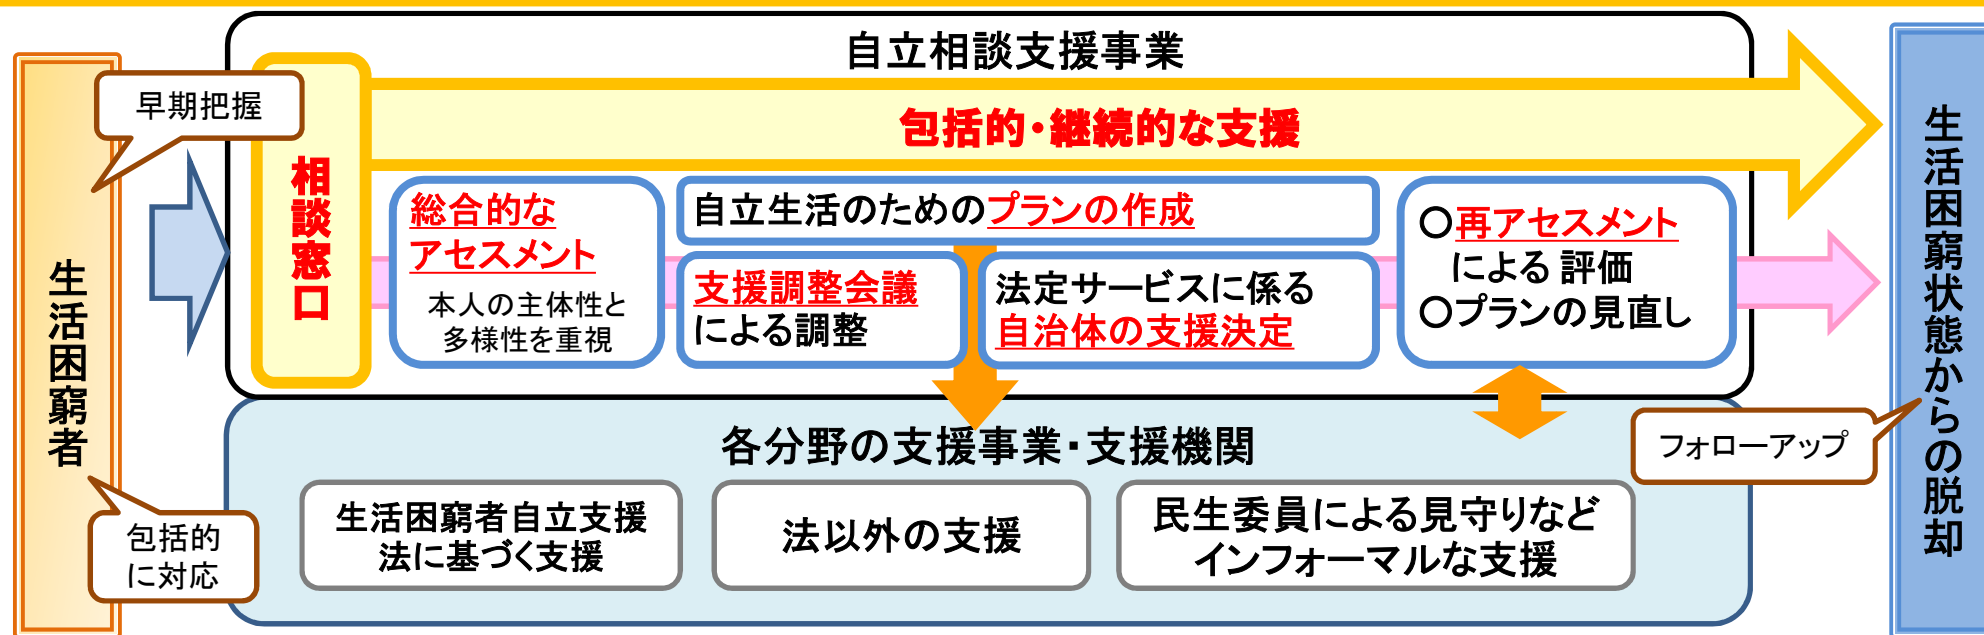 自立相談支援事業
早期把握
包括的・継続的な支援
生活困窮者
相談窓口
総合的な
アセスメント
本人の主体性と
多様性を重視
自立生活のためのプランの作成
支援調整会議
による調整
法定サービスに係る
自治体の支援決定
○再アセスメント
による 評価
○プランの見直し
生活困窮状態からの脱却
フォローアップ
包括的
に対応
各分野の支援事業・支援機関
生活困窮者自立支援
法に基づく支援
法以外の支援
民生委員による見守りなど
インフォーマルな支援